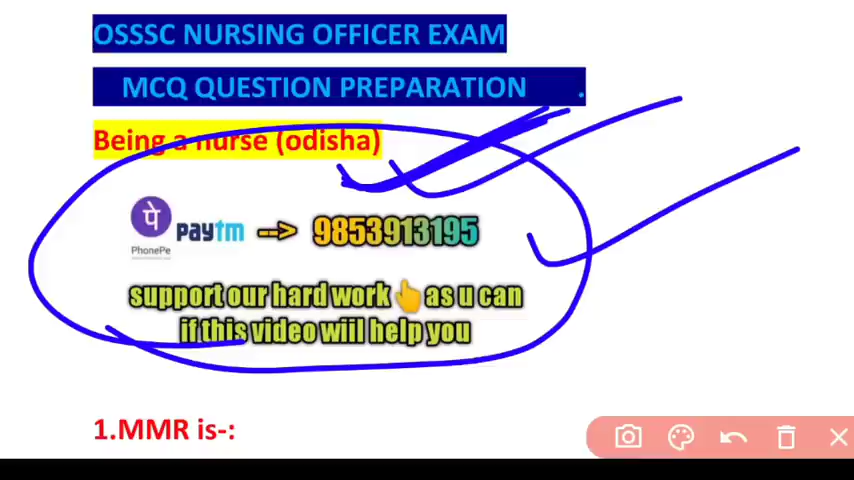 OSSSC NURSING OFFICER EXAM
MCQ QUESTION PREPARATION .
Being a nurse (odisha)
पे
PhonePe paytm --> 9853913195
support our hard work 👆 as u can
if this video wiil help you
1.MMR is-: